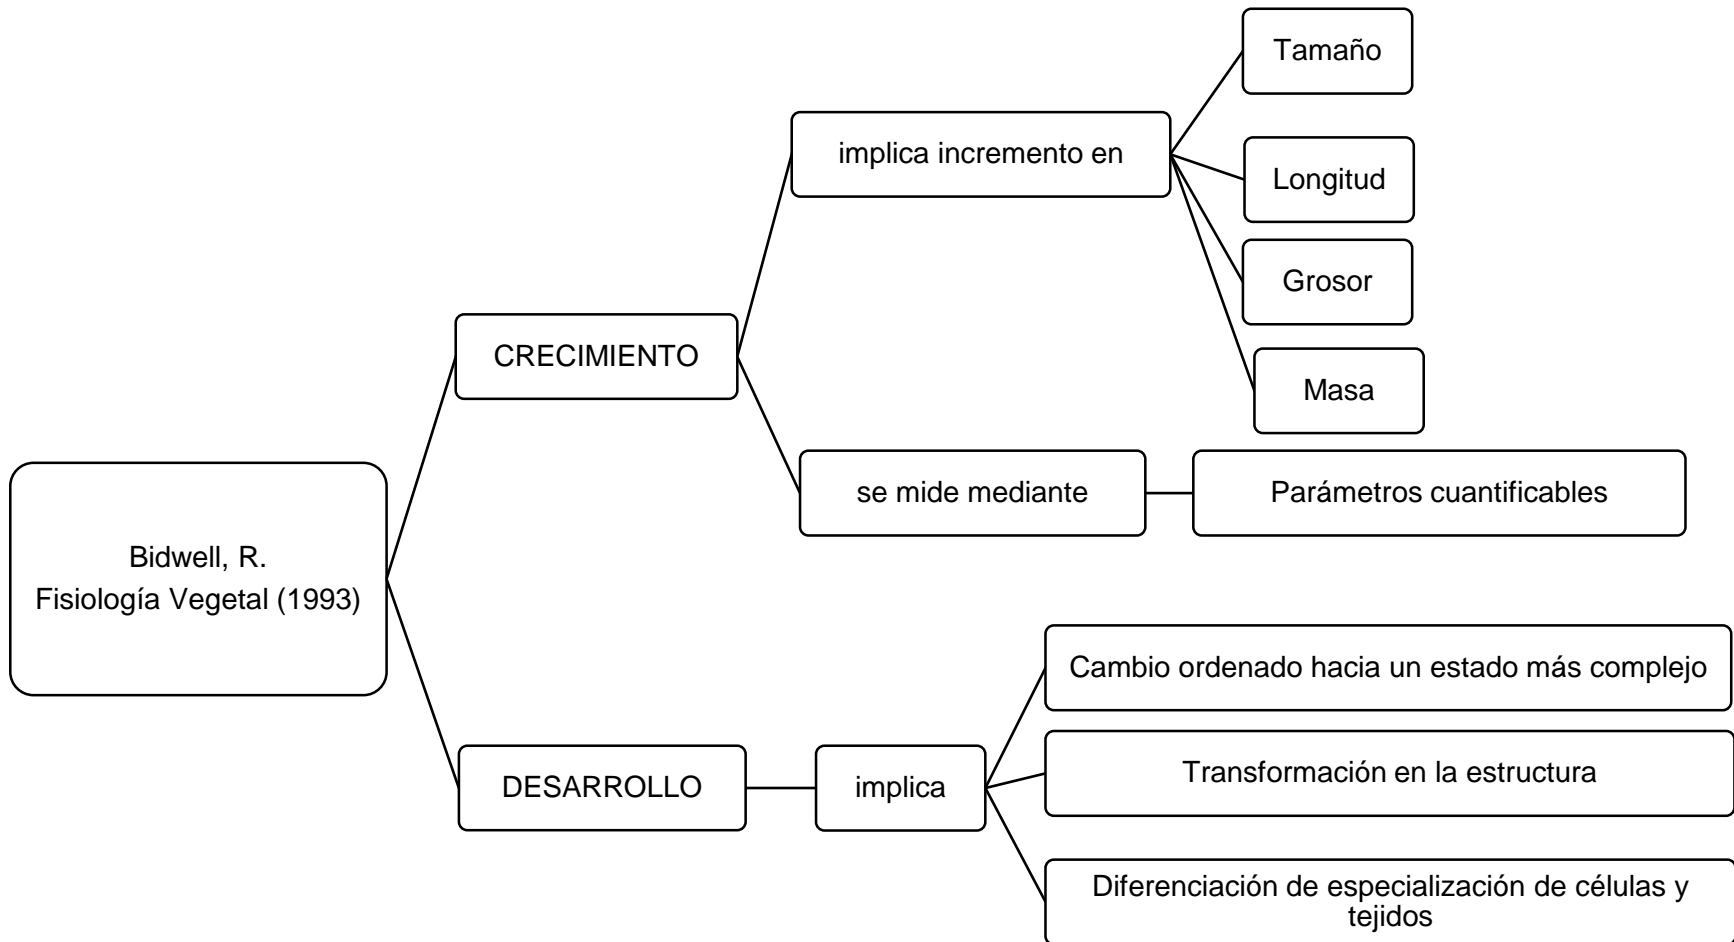 Tamaño
implica incremento en
Longitud
Grosor
CRECIMIENTO
Masa
se mide mediante
Parámetros cuantificables
Bidwell, R.
Fisiología Vegetal (1993)
Cambio ordenado hacia un estado más complejo
Transformación en la estructura
DESARROLLO
implica
Diferenciación de especialización de células y
tejidos